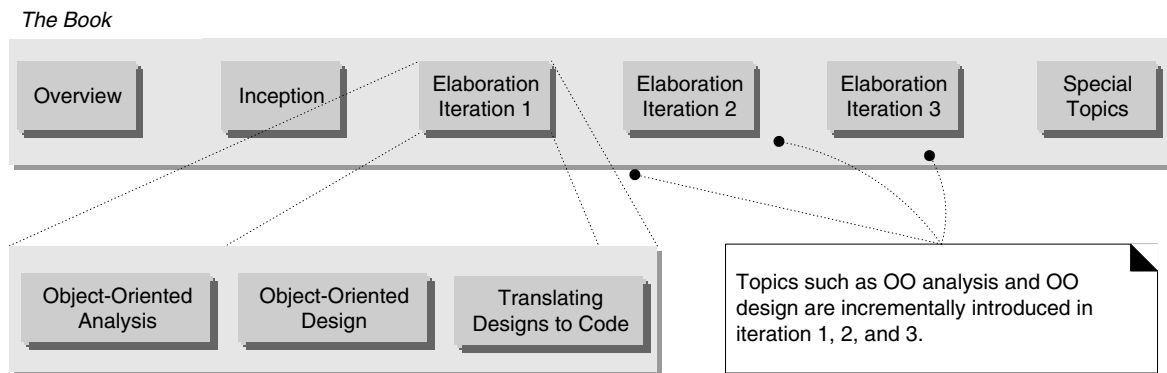 The Book
Overview
Inception
Elaboration
Iteration 1
Elaboration
Iteration 2
Elaboration
Iteration 3
Special
Topics
Object-Oriented
Analysis
Object-Oriented
Design
Translating
Designs to Code
Topics such as OO analysis and OO
design are incrementally introduced in
iteration 1, 2, and 3.